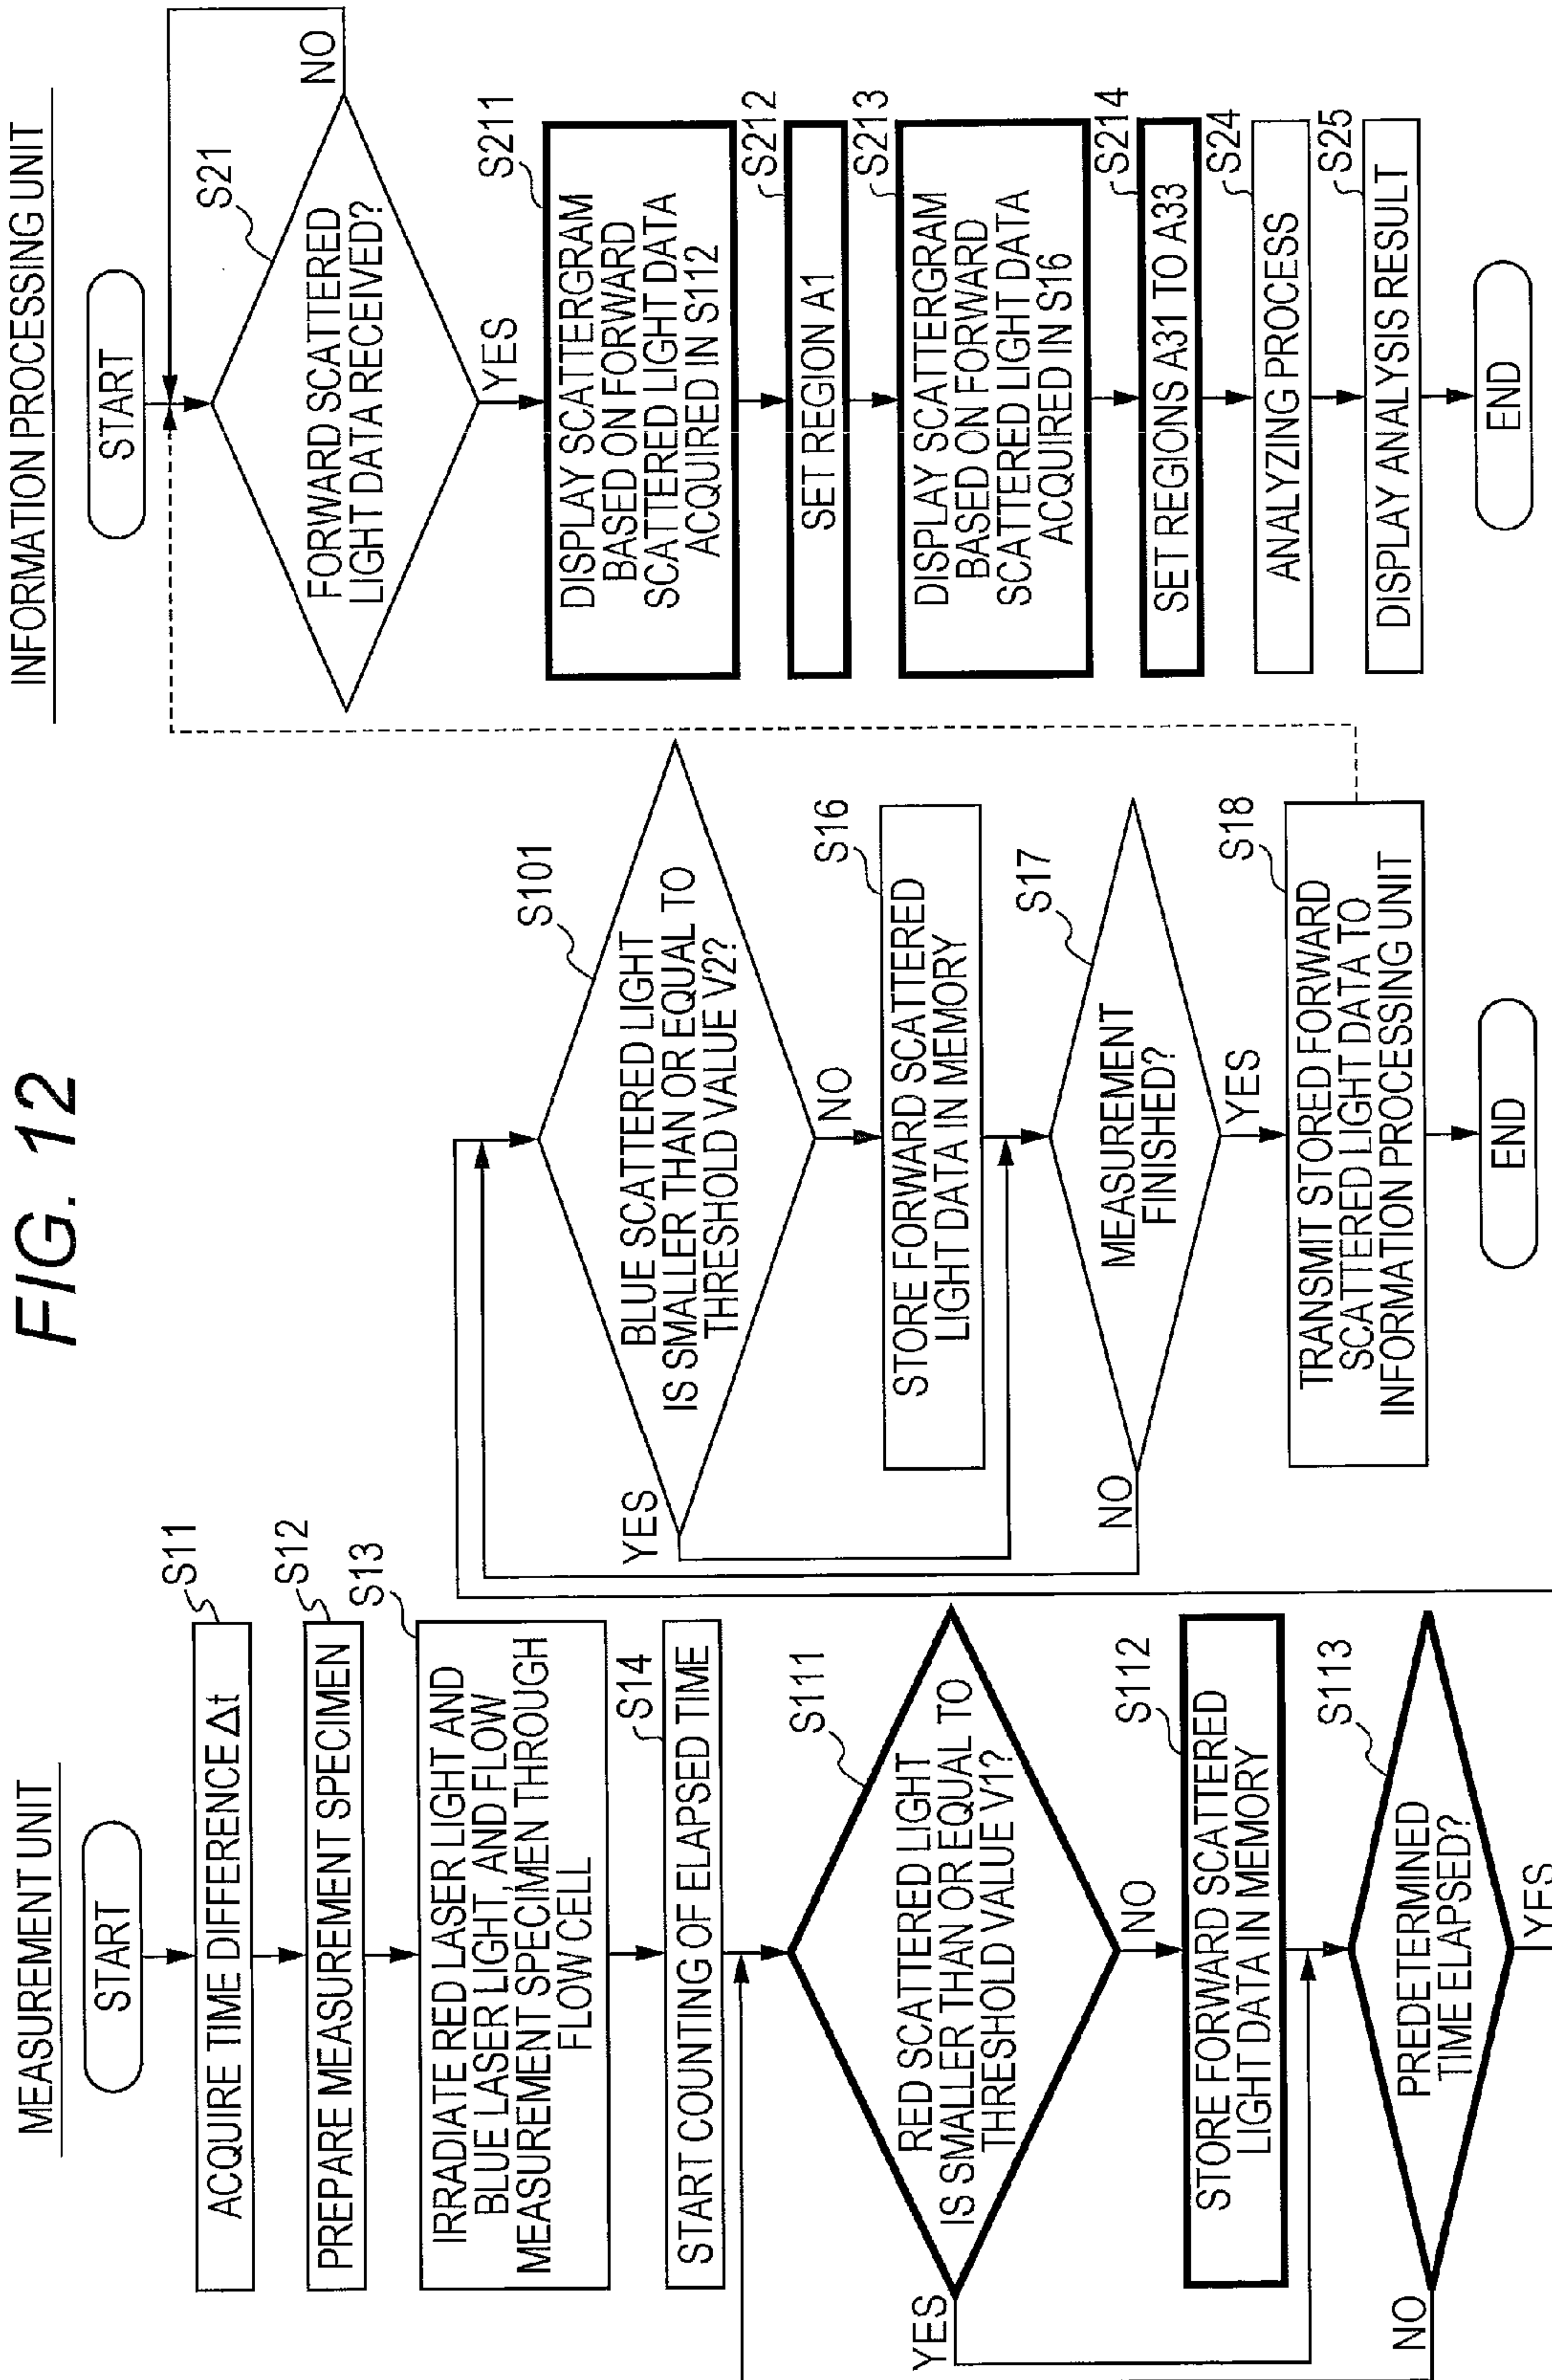 FIG. 12
MEASUREMENT UNIT
START
S11
ACQUIRE TIME DIFFERENCE Δt
S12
PREPARE MEASUREMENT SPECIMEN
S13
IRRADIATE RED LASER LIGHT AND
BLUE LASER LIGHT, AND FLOW
MEASUREMENT SPECIMEN THROUGH
FLOW CELL
S14
START COUNTING OF ELAPSED TIME
S111
RED SCATTERED LIGHT
IS SMALLER THAN OR EQUAL TO
THRESHOLD VALUE V1?
YES
NO
S112
STORE FORWARD SCATTERED
LIGHT DATA IN MEMORY
S113
PREDETERMINED
TIME ELAPSED?
NO
YES
S101
BLUE SCATTERED LIGHT
IS SMALLER THAN OR EQUAL TO
THRESHOLD VALUE V2?
YES
NO
S16
STORE FORWARD SCATTERED
LIGHT DATA IN MEMORY
S17
MEASUREMENT
FINISHED?
NO
YES
S18
TRANSMIT STORED FORWARD
SCATTERED LIGHT DATA TO
INFORMATION PROCESSING UNIT
END
INFORMATION PROCESSING UNIT
START
S21
FORWARD SCATTERED
LIGHT DATA RECEIVED?
NO
YES
S211
DISPLAY SCATTERGRAM
BASED ON FORWARD
SCATTERED LIGHT DATA
ACQUIRED IN S112
S212
SET REGION A1
S213
DISPLAY SCATTERGRAM
BASED ON FORWARD
SCATTERED LIGHT DATA
ACQUIRED IN S16
S214
SET REGIONS A31 TO A33
S24
ANALYZING PROCESS
S25
DISPLAY ANALYSIS RESULT
END